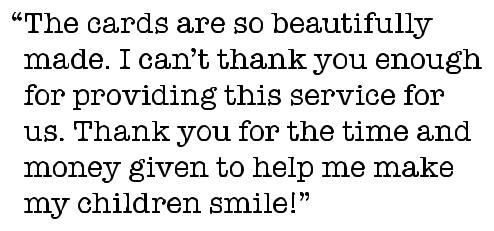 “The cards are so beautifully
made. I can’t thank you enough
for providing this service for
us. Thank you for the time and
money given to help me make
my children smile!”